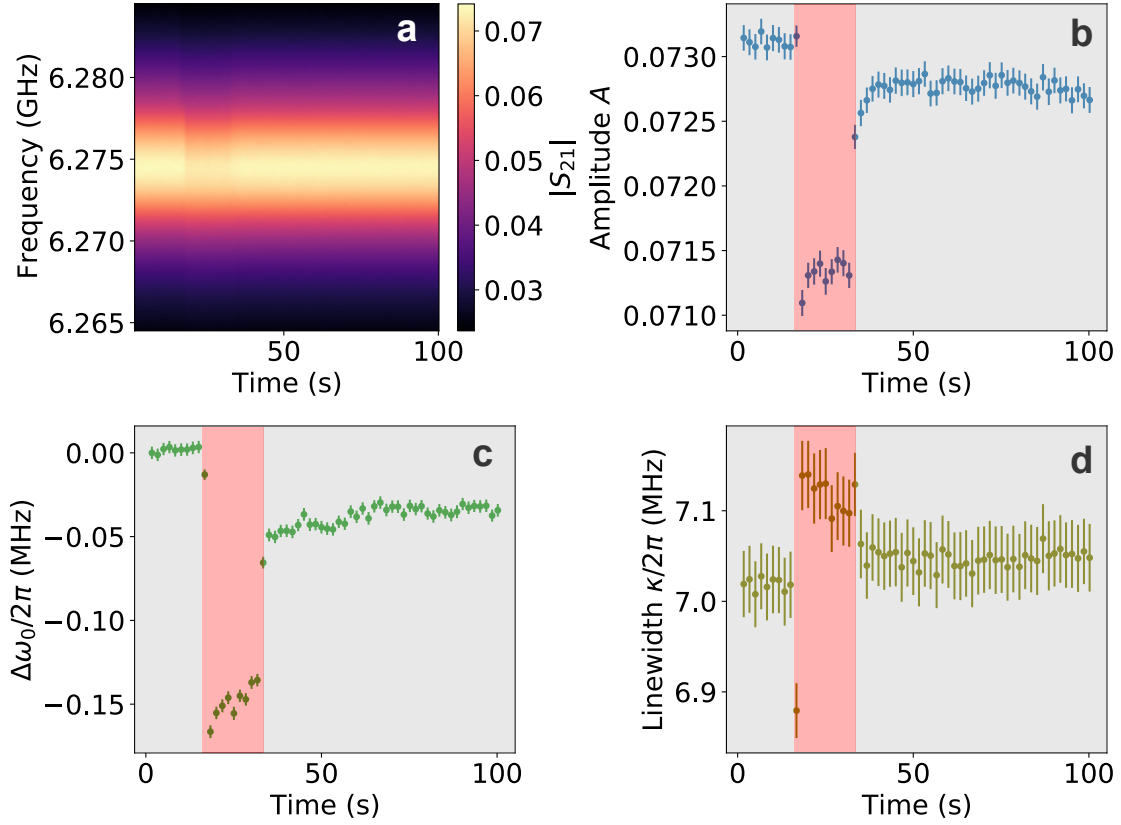 a
6.280
6.275
6.270
6.265
Frequency (GHz)
50
100
Time (s)
0.07
0.06
0.05
0.04
0.03
|S21|
b
0.0730
0.0725
0.0720
0.0715
0.0710
Amplitude A
0
50
100
Time (s)
c
0.00
−0.05
−0.10
−0.15
Δω0/2π (MHz)
0
50
100
Time (s)
d
7.1
7.0
6.9
Linewidth κ/2π (MHz)
0
50
100
Time (s)